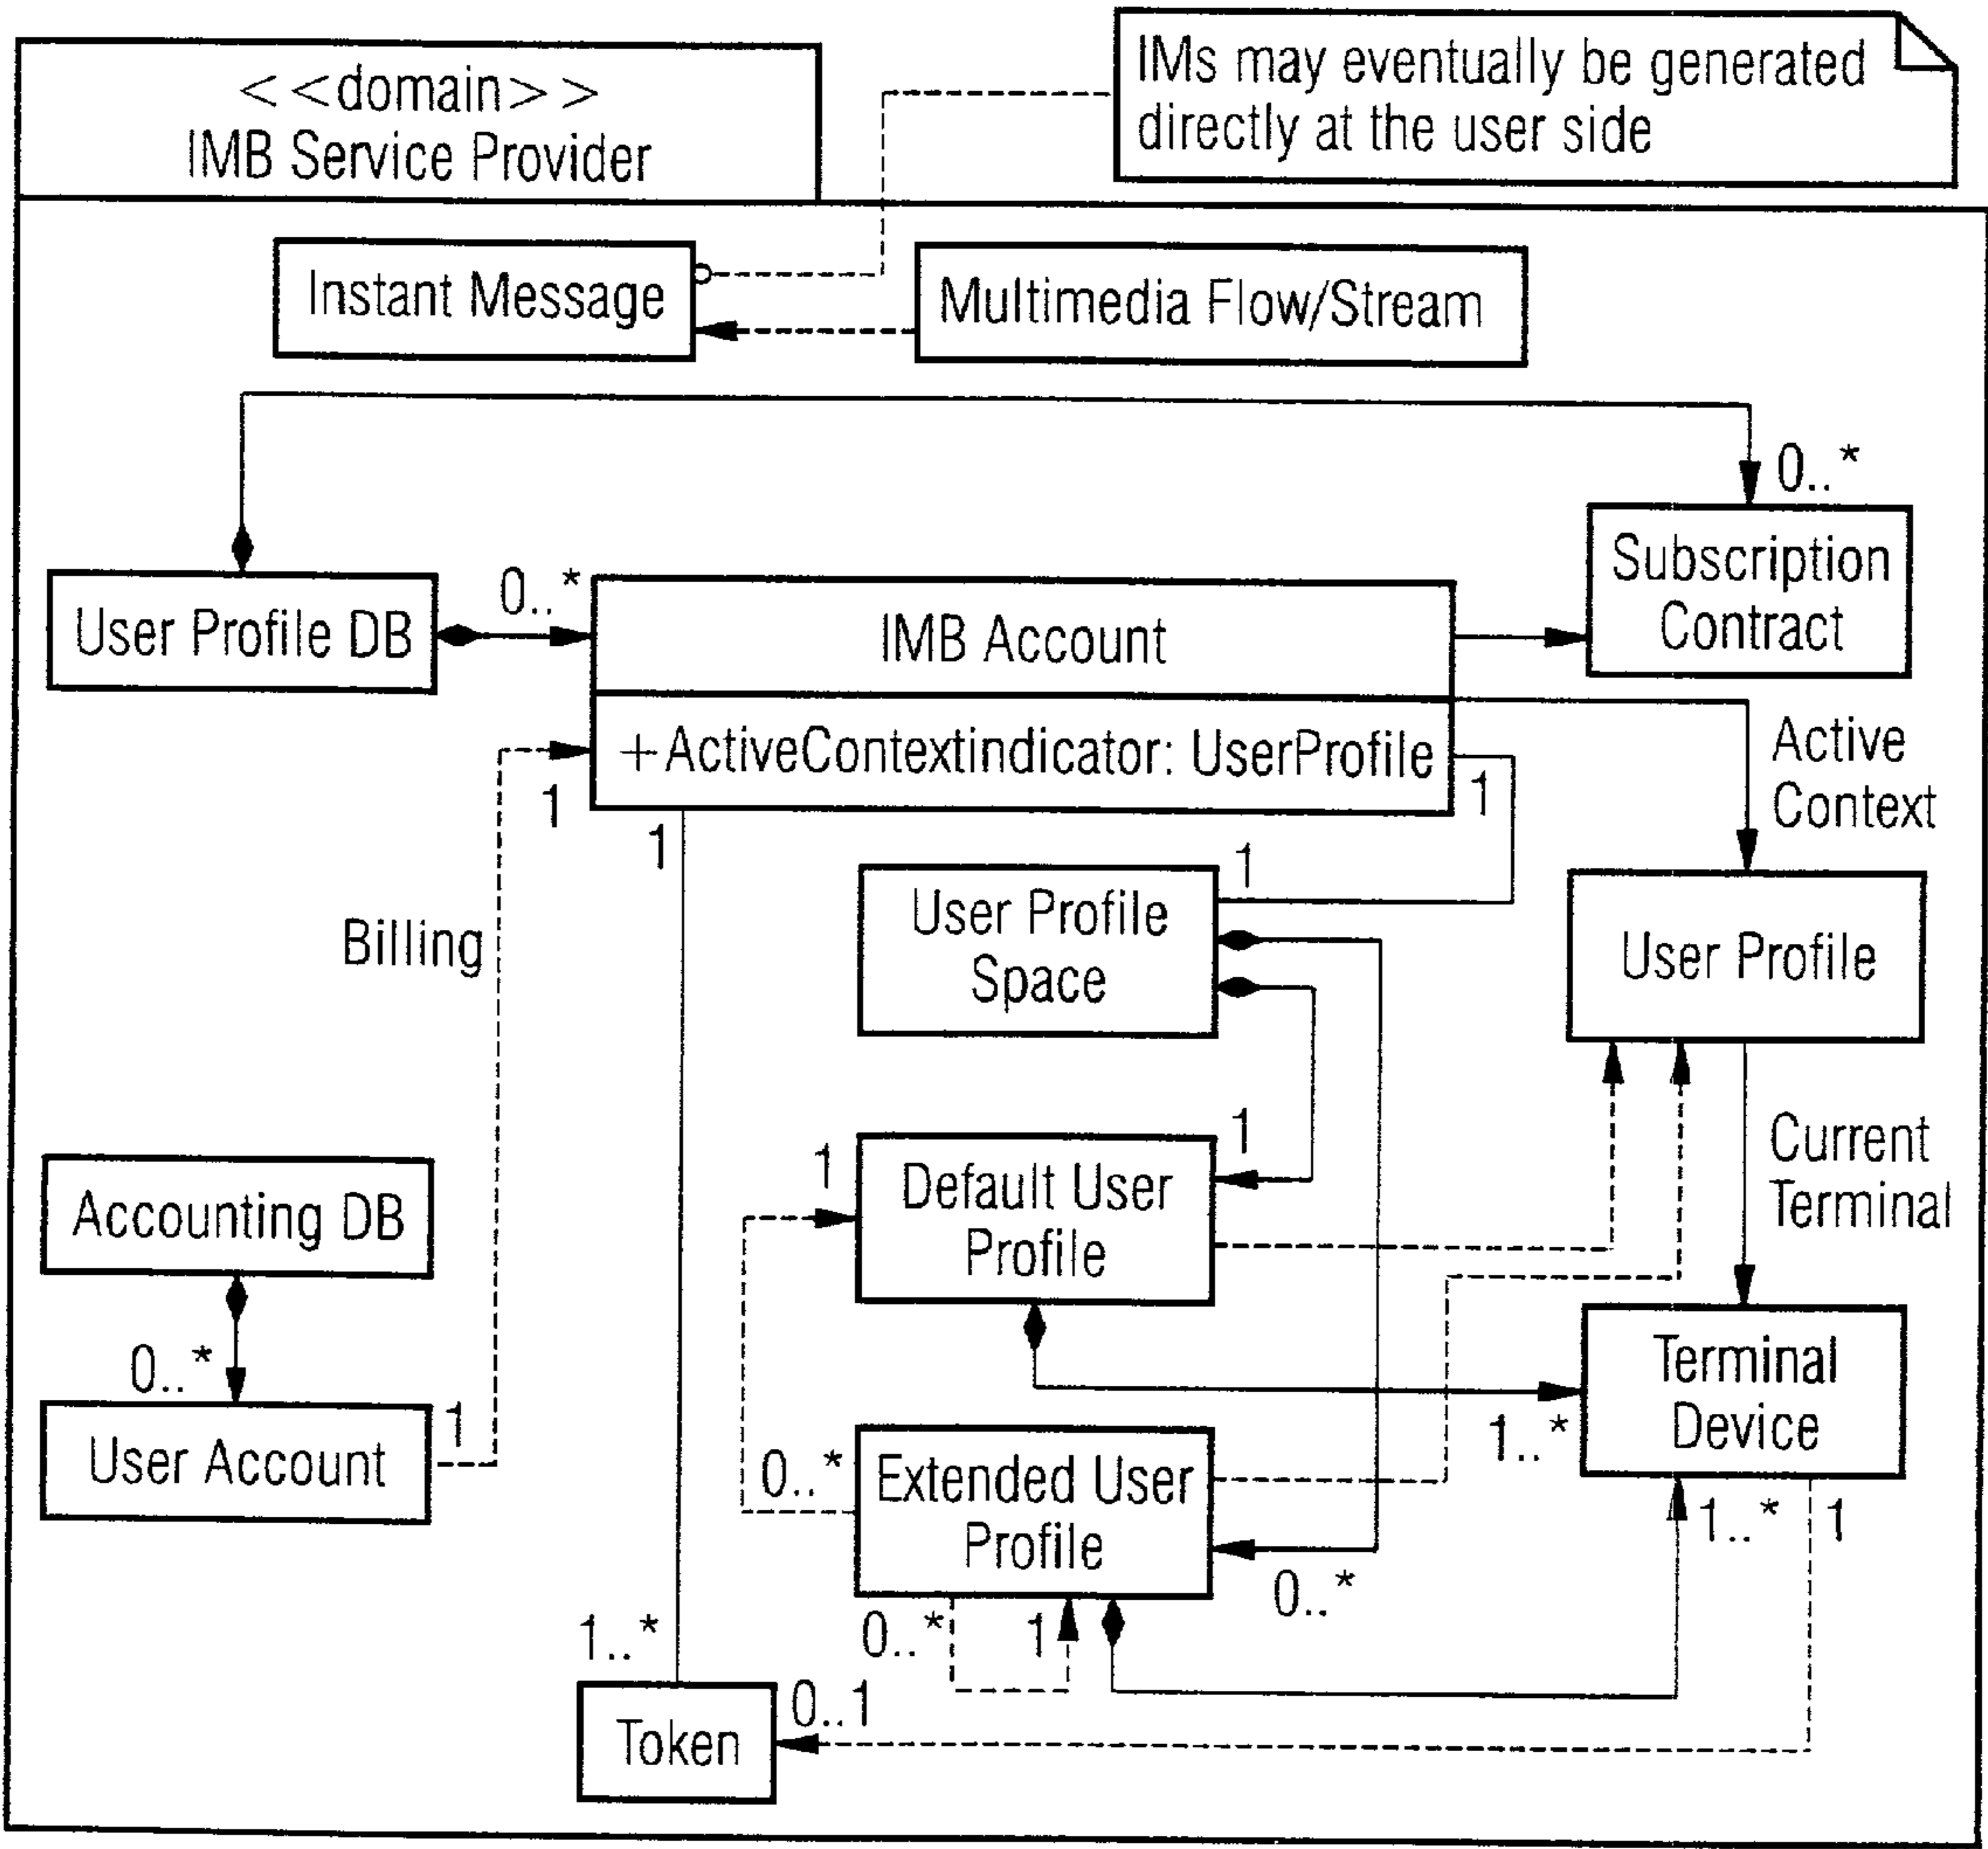 <<domain>>
IMB Service Provider
IMs may eventually be generated
directly at the user side
Instant Message
Multimedia Flow/Stream
0..*
Subscription
Contract
User Profile DB
0..*
IMB Account
+ActiveContextindicator: UserProfile
1
1
1
Active
Context
Billing
User Profile
Space
1
User Profile
Accounting DB
0..*
User Account
1
1
Default User
Profile
1
Current
Terminal
Terminal
Device
1..*
0..*
Extended User
Profile
0..*
1..*
1
0..*
1
1..*
Token
0..1